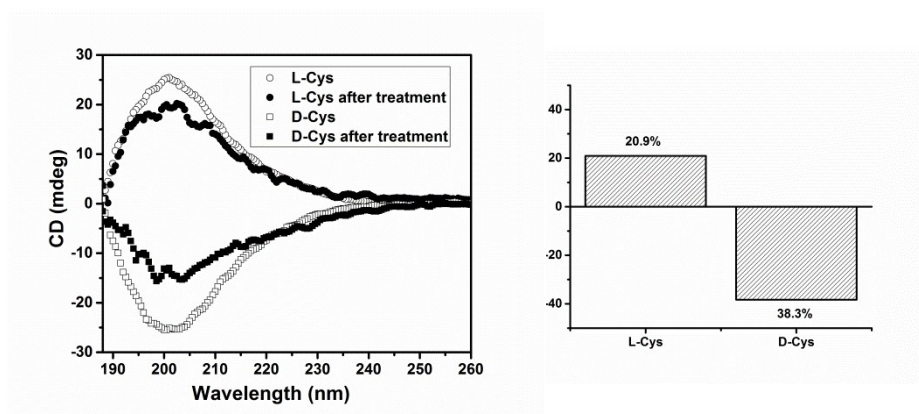 30
20
10
0
-10
-20
-30
CD (mdeg)
L-Cys
L-Cys after treatment
D-Cys
D-Cys after treatment
190 200 210 220 230 240 250 260
Wavelength (nm)
40
20
0
-20
-40
20.9%
38.3%
L-Cys D-Cys